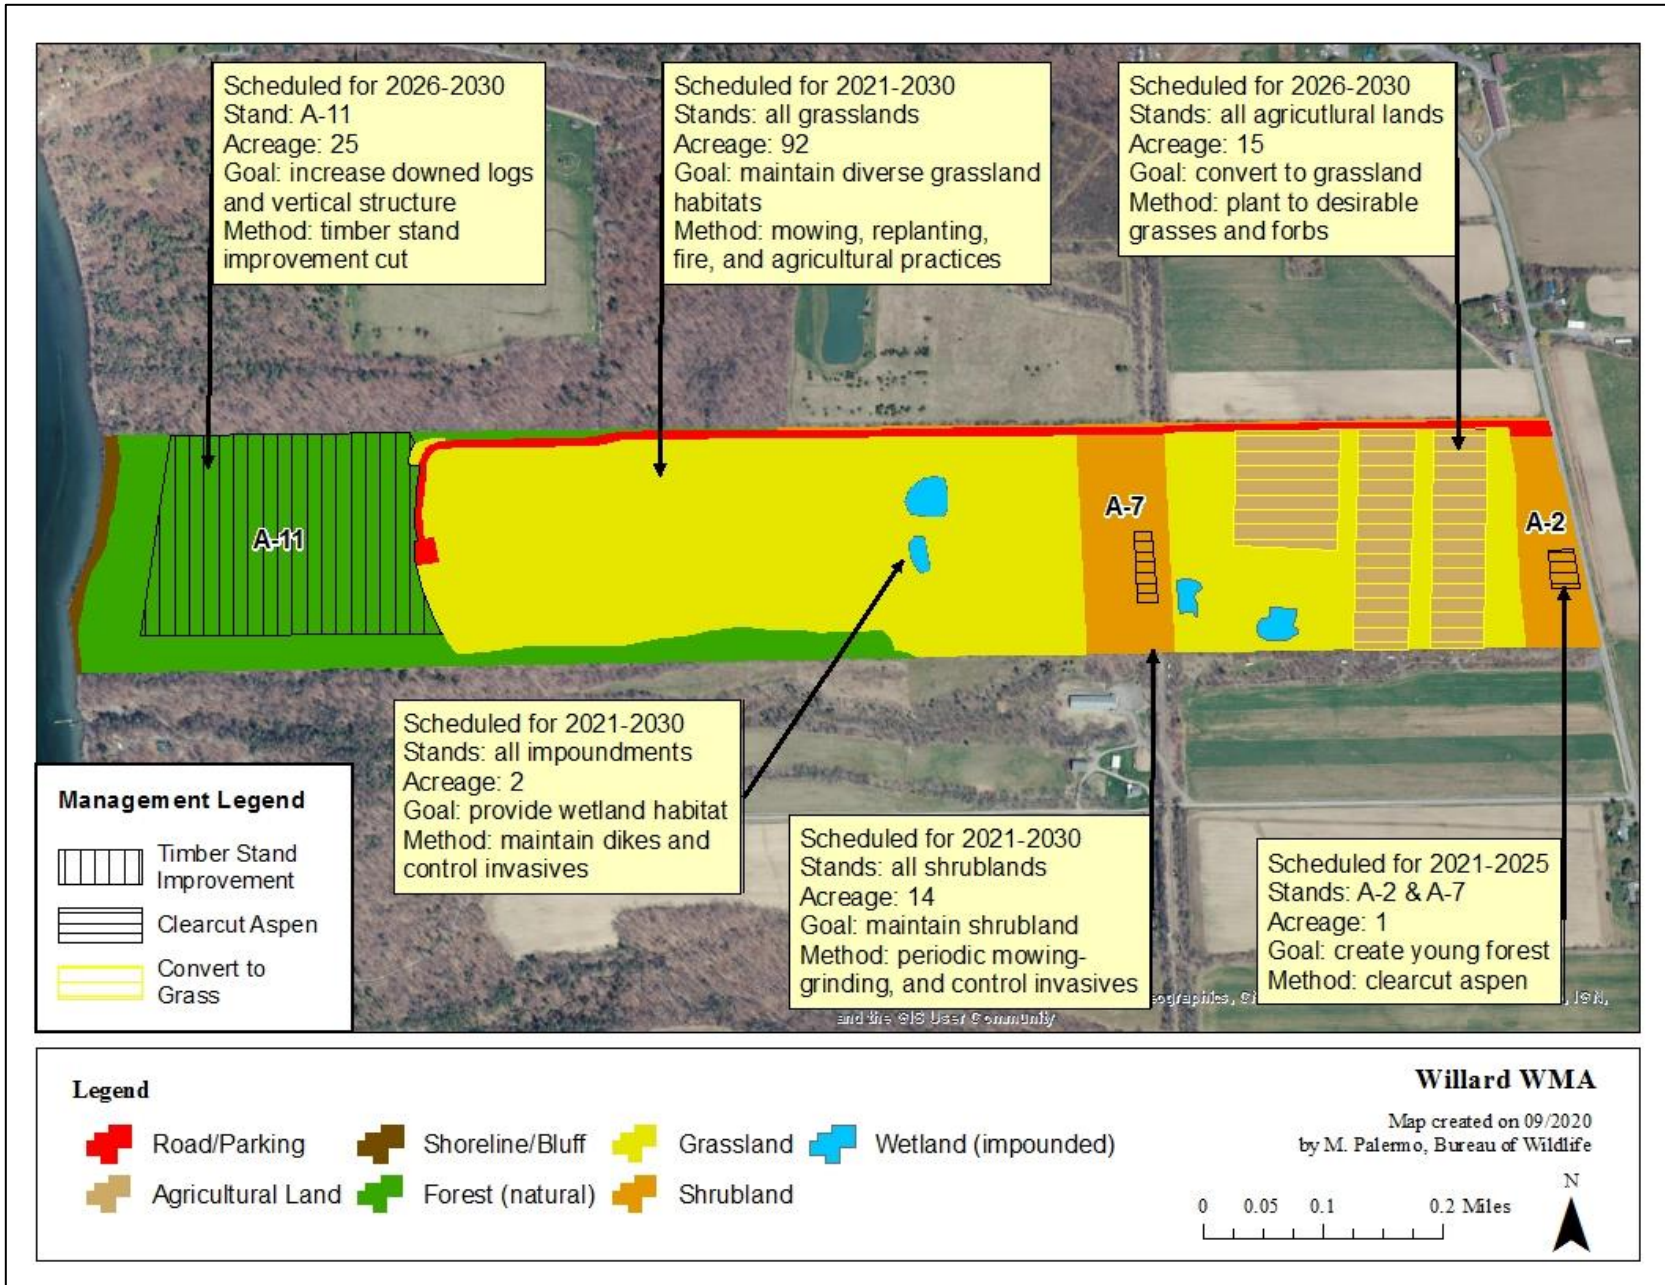 Scheduled for 2026-2030
Stand: A-11
Acreage: 25
Goal: increase downed logs
and vertical structure
Method: timber stand
improvement cut
Scheduled for 2021-2030
Stands: all grasslands
Acreage: 92
Goal: maintain diverse grassland
habitats
Method: mowing, replanting,
fire, and agricultural practices
Scheduled for 2026-2030
Stands: all agricutlural lands
Acreage: 15
Goal: convert to grassland
Method: plant to desirable
grasses and forbs
A-11
A-7
A-2
Scheduled for 2021-2030
Stands: all impoundments
Acreage: 2
Goal: provide wetland habitat
Method: maintain dikes and
control invasives
Scheduled for 2021-2030
Stands: all shrublands
Acreage: 14
Goal: maintain shrubland
Method: periodic mowing-
grinding, and control invasives
Scheduled for 2021-2025
Stands: A-2 & A-7
Acreage: 1
Goal: create young forest
Method: clearcut aspen
and the GIS User Community
Management Legend
Timber Stand
Improvement
Clearcut Aspen
Convert to
Grass
Legend
Road/Parking
Shoreline/Bluff
Grassland
Wetland (impounded)
Agricultural Land
Forest (natural)
Shrubland
Willard WMA
Map created on 09/2020
by M. Palermo, Bureau of Wildlife
N
0 0.05 0.1 0.2 Miles